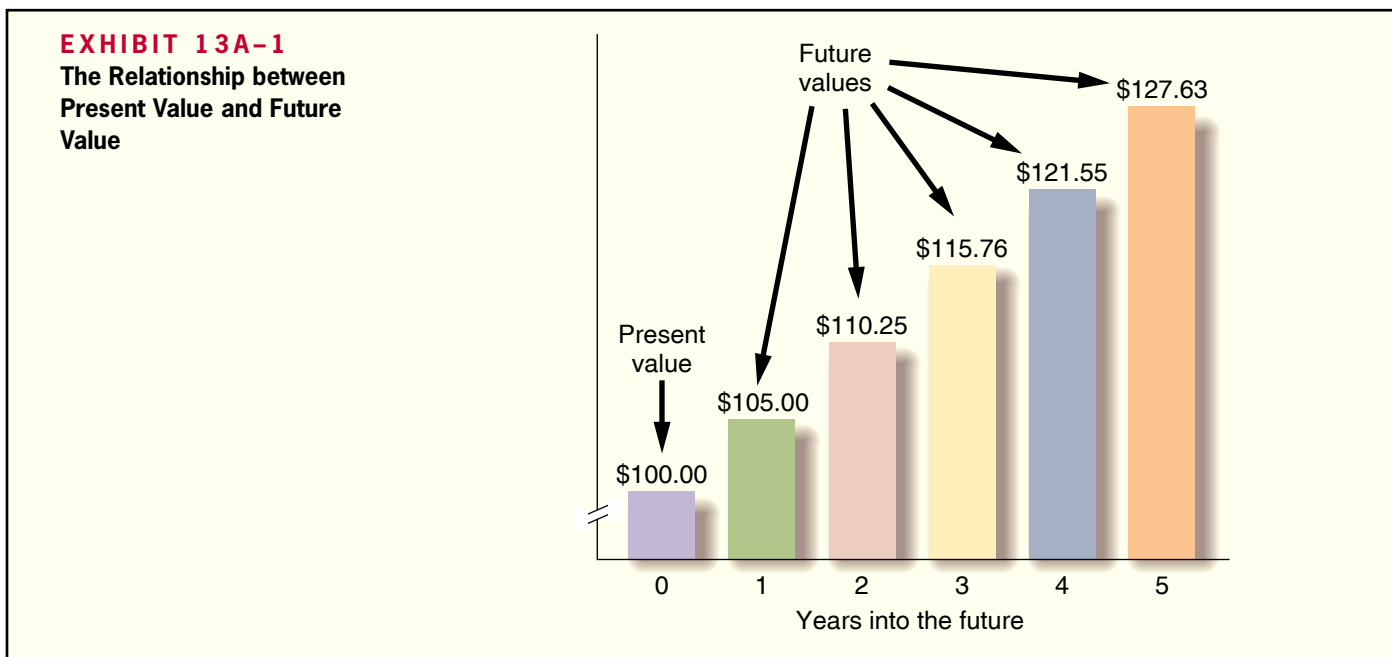 EXHIBIT 13A–1
The Relationship between
Present Value and Future
Value
Future
values
$127.63
$121.55
$115.76
$110.25
Present
value
$105.00
$100.00
0 1 2 3 4 5
Years into the future